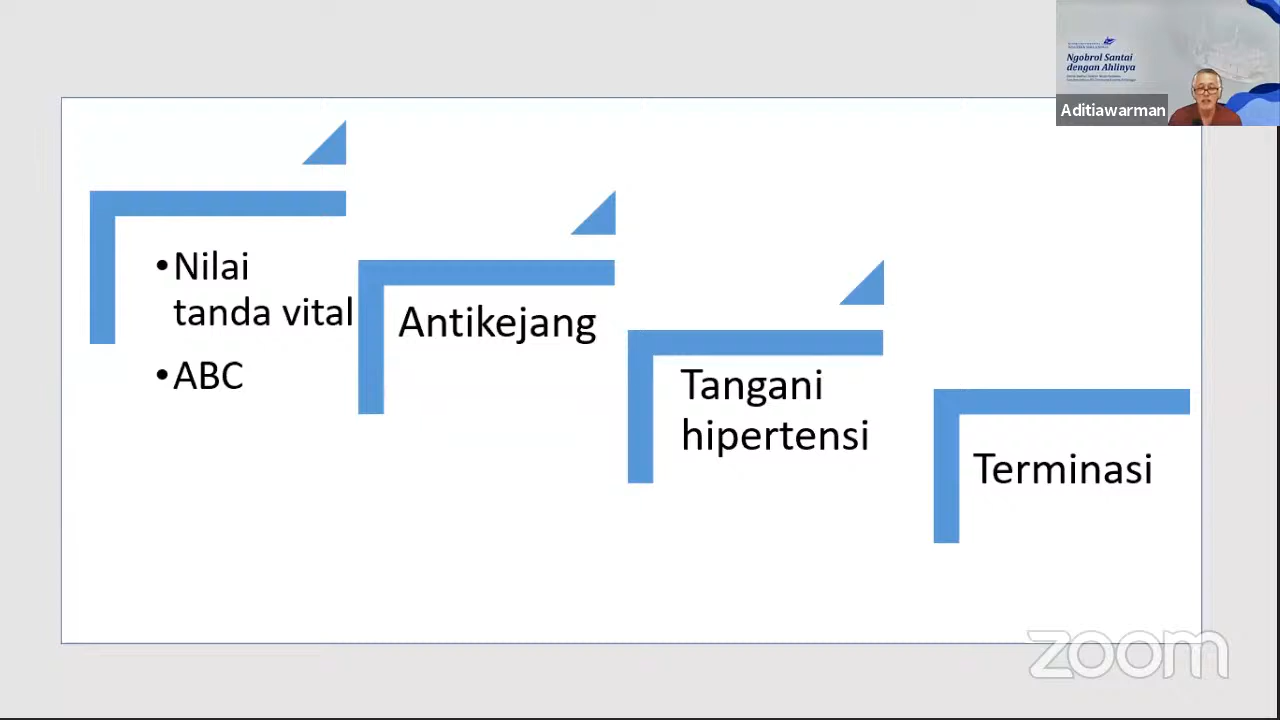 Ngobrol Santai
dengan Ahlinya
Aditiawarman
•Nilai
tanda vital
•ABC
Antikejang
Tangani
hipertensi
Terminasi
zoom